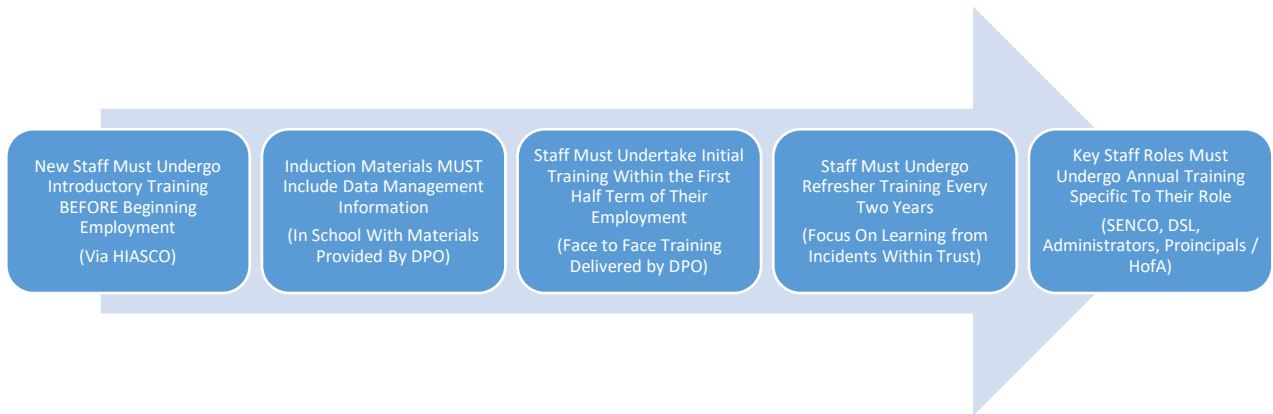 New Staff Must Undergo
Introductory Training
BEFORE Beginning
Employment
(Via HIASCO)
Induction Materials MUST
Include Data Management
Information
(In School With Materials
Provided By DPO)
Staff Must Undertake Initial
Training Within the First
Half Term of Their
Employment
(Face to Face Training
Delivered by DPO)
Staff Must Undergo
Refresher Training Every
Two Years
(Focus On Learning from
Incidents Within Trust)
Key Staff Roles Must
Undergo Annual Training
Specific To Their Role
(SENCO, DSL,
Administrators, Proincipals /
HofA)